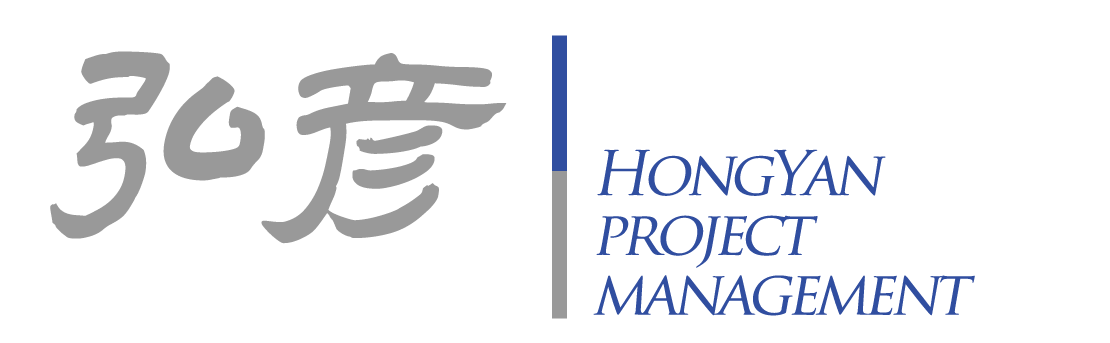 弘彦
HONGYAN
PROJECT
MANAGEMENT